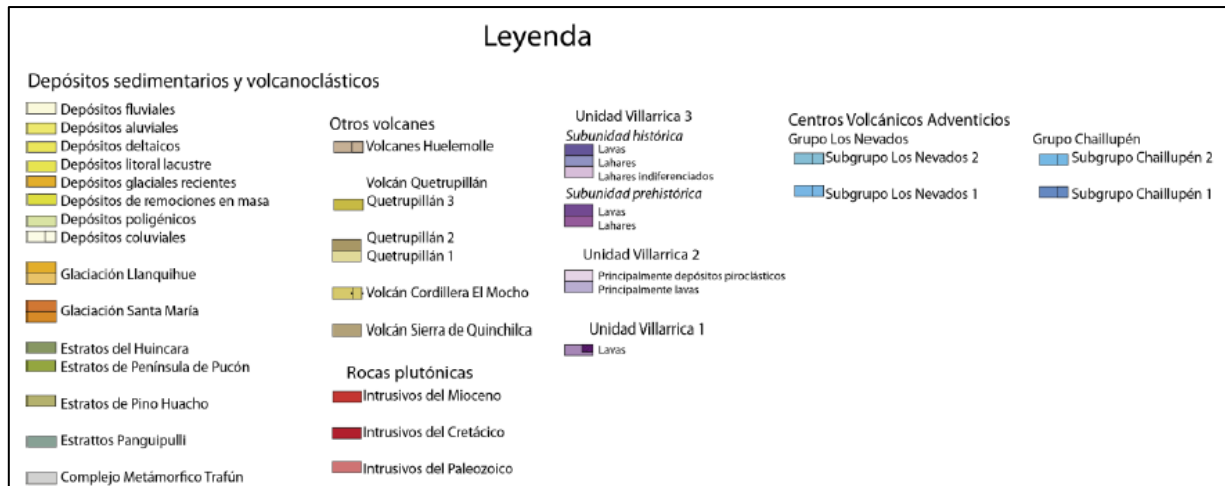 Leyenda
Depósitos sedimentarios y volcanoclásticos
Depósitos fluviales
Depósitos aluviales
Depósitos deltaicos
Depósitos litoral lacustre
Depósitos glaciales recientes
Depósitos de remociones en masa
Depósitos poligénicos
Depósitos coluviales
Glaciación Llanquihue
Glaciación Santa María
Estratos del Huincara
Estratos de Península de Pucón
Estratos de Pino Huacho
Estrattos Panguipulli
Complejo Metámorfico Trafún
Otros volcanes
Volcanes Huelemolle
Volcán Quetrupillán
Quetrupillán 3
Quetrupillán 2
Quetrupillán 1
Volcán Cordillera El Mocho
Volcán Sierra de Quinchilca
Rocas plutónicas
Intrusivos del Mioceno
Intrusivos del Cretácico
Intrusivos del Paleozoico
Unidad Villarrica 3
Subunidad histórica
Lavas
Lahares
Lahares indiferenciados
Subunidad prehistórica
Lavas
Lahares
Unidad Villarrica 2
Principalmente depósitos piroclásticos
Principalmente lavas
Unidad Villarrica 1
Lavas
Centros Volcánicos Adventicios
Grupo Los Nevados
Subgrupo Los Nevados 2
Subgrupo Los Nevados 1
Grupo Chaillupén
Subgrupo Chaillupén 2
Subgrupo Chaillupén 1